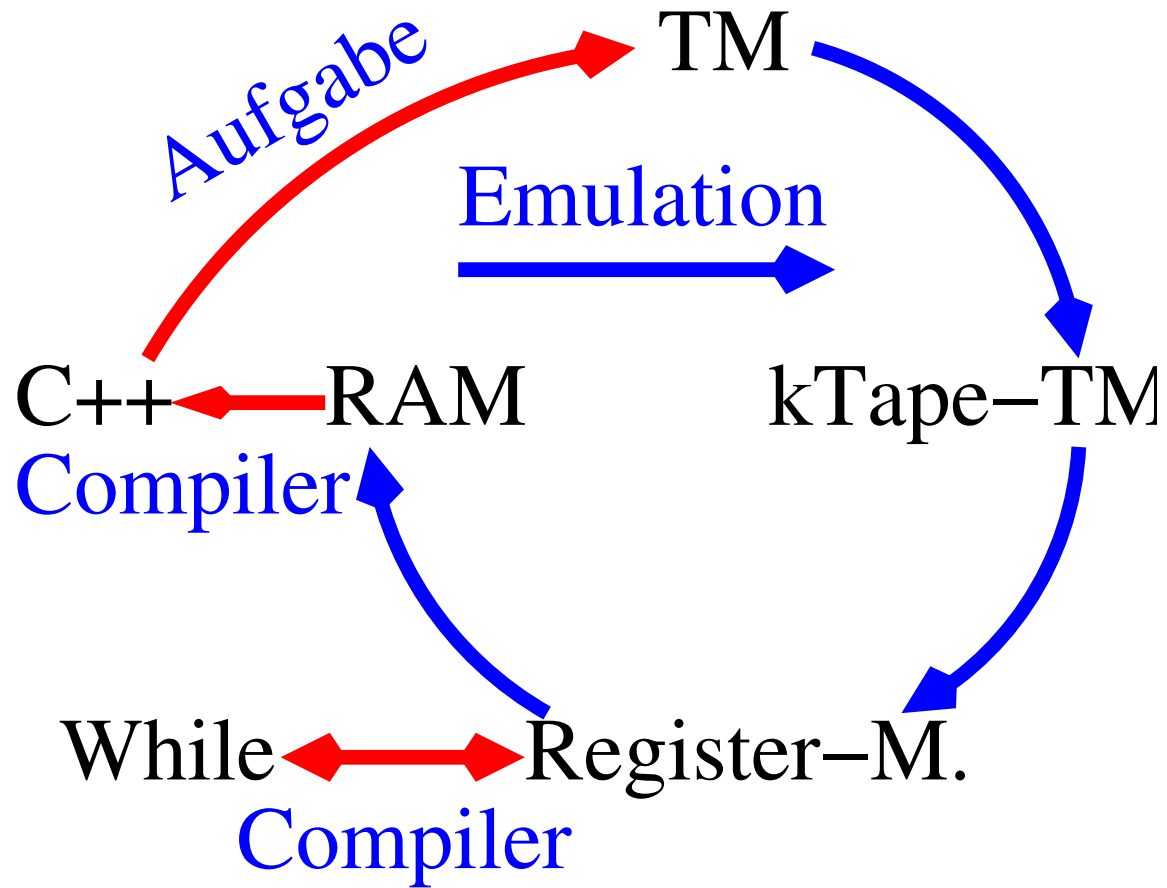 TM
Aufgabe
Emulation
C++
RAM
kTape–TM
Compiler
While
Register–M.
Compiler